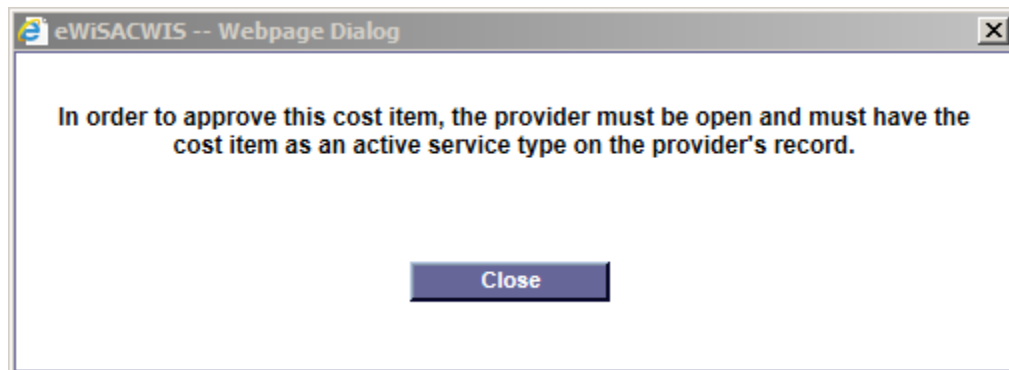 eWiSACWIS -- Webpage Dialog
In order to approve this cost item, the provider must be open and must have the
cost item as an active service type on the provider's record.
Close